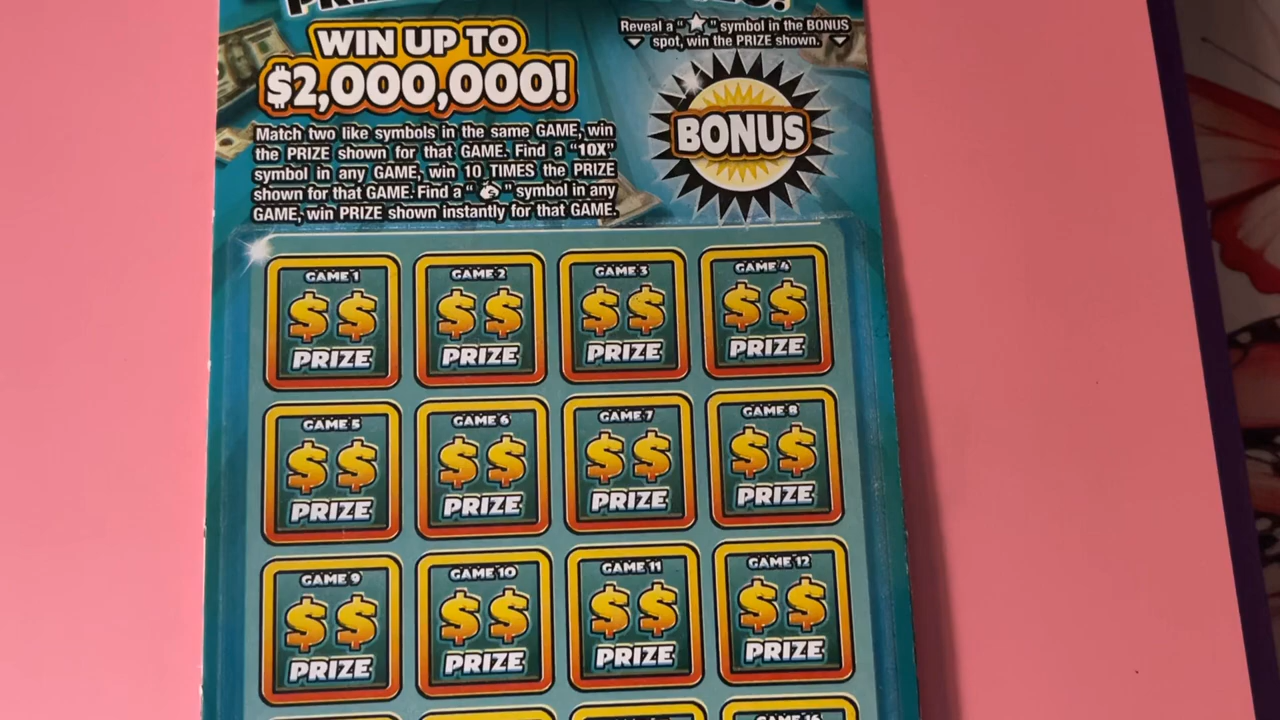 WIN UP TO
$2,000,000!
Reveal a "★" symbol in the BONUS
spot, win the PRIZE shown.
BONUS
Match two like symbols in the same GAME, win
the PRIZE shown for that GAME. Find a "10X"
symbol in any GAME, win 10 TIMES the PRIZE
shown for that GAME. Find a " " symbol in any
GAME, win PRIZE shown instantly for that GAME.
GAME 1 GAME 2 GAME 3 GAME 4
$$ $$ $$ $$
PRIZE PRIZE PRIZE PRIZE
GAME 5 GAME 6 GAME 7 GAME 8
$$ $$ $$ $$
PRIZE PRIZE PRIZE PRIZE
GAME 9 GAME 10 GAME 11 GAME 12
$$ $$ $$ $$
PRIZE PRIZE PRIZE PRIZE
GAME 16